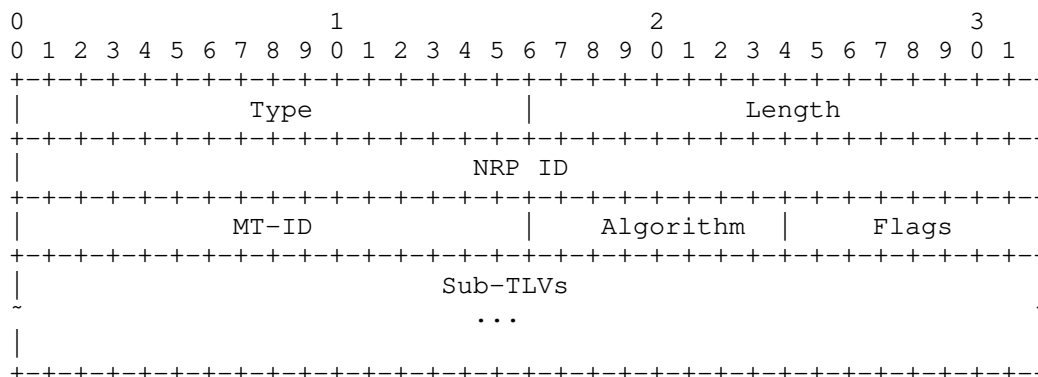 0                   1                   2                   3
0 1 2 3 4 5 6 7 8 9 0 1 2 3 4 5 6 7 8 9 0 1 2 3 4 5 6 7 8 9 0 1
+-+-+-+-+-+-+-+-+-+-+-+-+-+-+-+-+-+-+-+-+-+-+-+-+-+-+-+-+-+-+-+-
|              Type             |             Length
+-+-+-+-+-+-+-+-+-+-+-+-+-+-+-+-+-+-+-+-+-+-+-+-+-+-+-+-+-+-+-+-
|                            NRP ID
+-+-+-+-+-+-+-+-+-+-+-+-+-+-+-+-+-+-+-+-+-+-+-+-+-+-+-+-+-+-+-+-
|             MT-ID             |    Algorithm  |     Flags
+-+-+-+-+-+-+-+-+-+-+-+-+-+-+-+-+-+-+-+-+-+-+-+-+-+-+-+-+-+-+-+-
|                          Sub-TLVs
~                            ...                                ~
|
+-+-+-+-+-+-+-+-+-+-+-+-+-+-+-+-+-+-+-+-+-+-+-+-+-+-+-+-+-+-+-+-